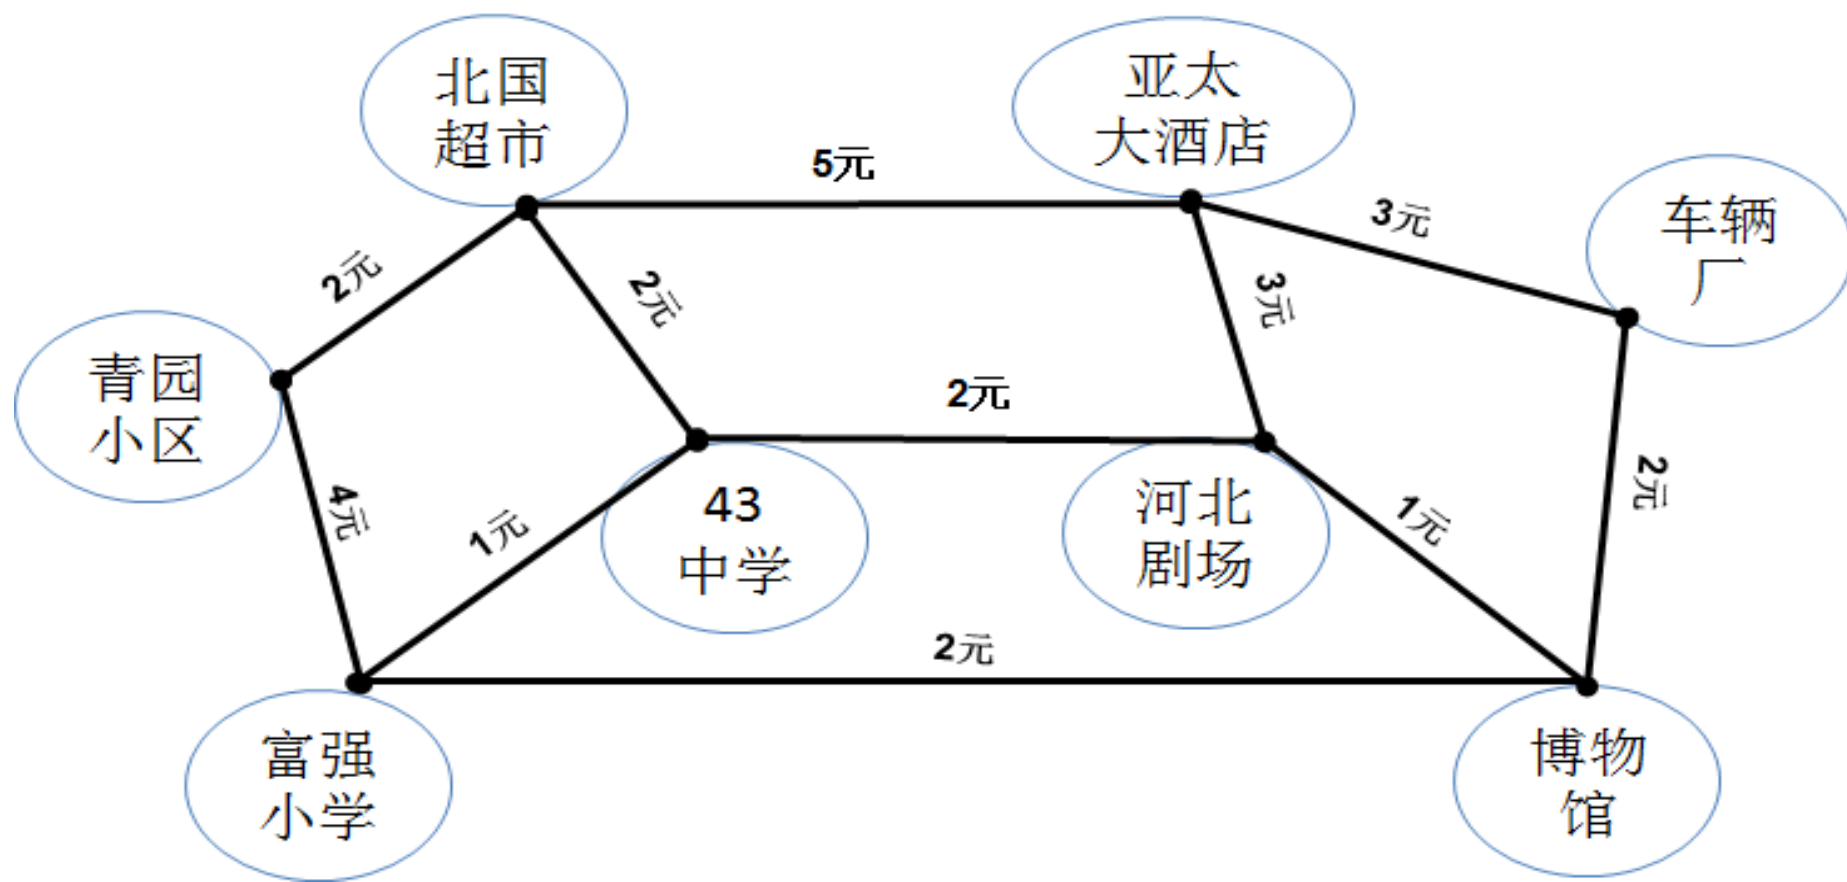 北国
超市
亚太
大酒店
5元
车辆
厂
3元
2元
2元
3元
青园
小区
2元
4元
1元
43
中学
河北
剧场
1元
2元
2元
富强
小学
博物
馆